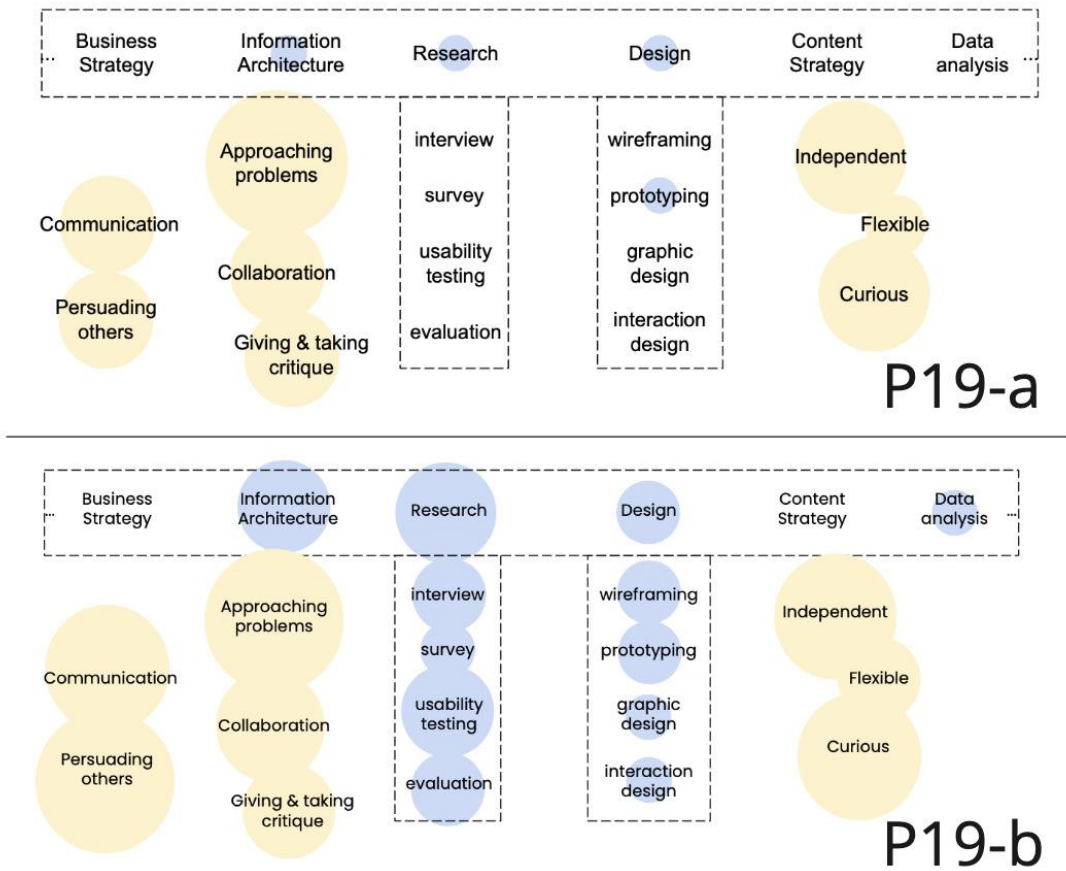 Business
Strategy
Information
Architecture
Research
Design
Content
Strategy
Data
analysis
...
...
Communication
Persuading
others
Approaching
problems
Collaboration
Giving & taking
critique
interview
survey
usability
testing
evaluation
wireframing
prototyping
graphic
design
interaction
design
Independent
Flexible
Curious
P19-a
Business
Strategy
Information
Architecture
Research
Design
Content
Strategy
Data
analysis
...
...
Communication
Persuading
others
Approaching
problems
Collaboration
Giving & taking
critique
interview
survey
usability
testing
evaluation
wireframing
prototyping
graphic
design
interaction
design
Independent
Flexible
Curious
P19-b